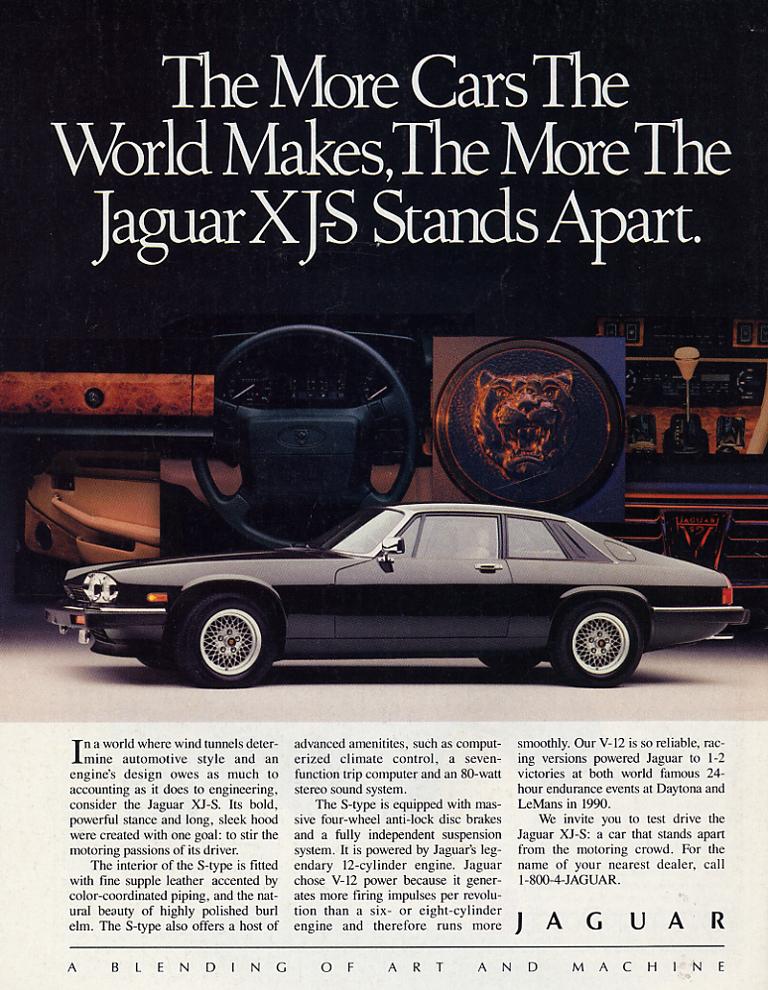 The More Cars The
World Makes, The More The
Jaguar XJ-S Stands Apart.
JAGUAR
In a world where wind tunnels deter-
mine automotive style and an
engine's design owes as much to
accounting as it does to engineering,
consider the Jaguar XJ-S. Its bold,
powerful stance and long, sleek hood
were created with one goal: to stir the
motoring passions of its driver.
The interior of the S-type is fitted
with fine supple leather accented by
color-coordinated piping, and the nat-
ural beauty of highly polished burl
elm. The S-type also offers a host of
advanced amenitites, such as comput-
erized climate control, a seven-
function trip computer and an 80-watt
stereo sound system.
The S-type is equipped with mas-
sive four-wheel anti-lock disc brakes
and a fully independent suspension
system. It is powered by Jaguar's leg-
endary 12-cylinder engine. Jaguar
chose V-12 power because it gener-
ates more firing impulses per revolu-
tion than a six- or eight-cylinder
engine and therefore runs more
smoothly. Our V-12 is so reliable, rac-
ing versions powered Jaguar to 1-2
victories at both world famous 24-
hour endurance events at Daytona and
LeMans in 1990.
We invite you to test drive the
Jaguar XJ-S: a car that stands apart
from the motoring crowd. For the
name of your nearest dealer, call
1-800-4-JAGUAR.
JAGUAR
A BLENDING OF ART AND MACHINE